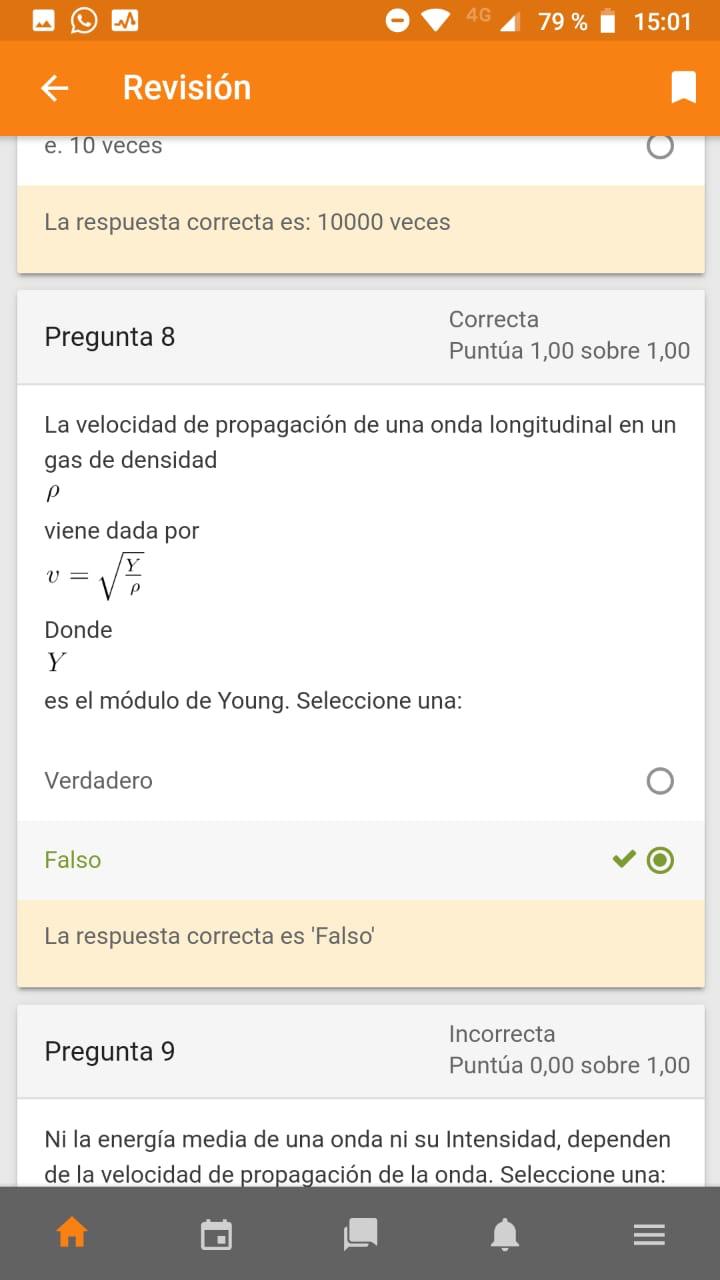 4G 79 % 15:01
Revisión
e. 10 veces
La respuesta correcta es: 10000 veces
Pregunta 8
Correcta
Puntúa 1,00 sobre 1,00
La velocidad de propagación de una onda longitudinal en un
gas de densidad
ρ
viene dada por
v = √(Y/ρ)
Donde
Y
es el módulo de Young. Seleccione una:
Verdadero
Falso
La respuesta correcta es 'Falso'
Pregunta 9
Incorrecta
Puntúa 0,00 sobre 1,00
Ni la energía media de una onda ni su Intensidad, dependen
de la velocidad de propagación de la onda. Seleccione una: